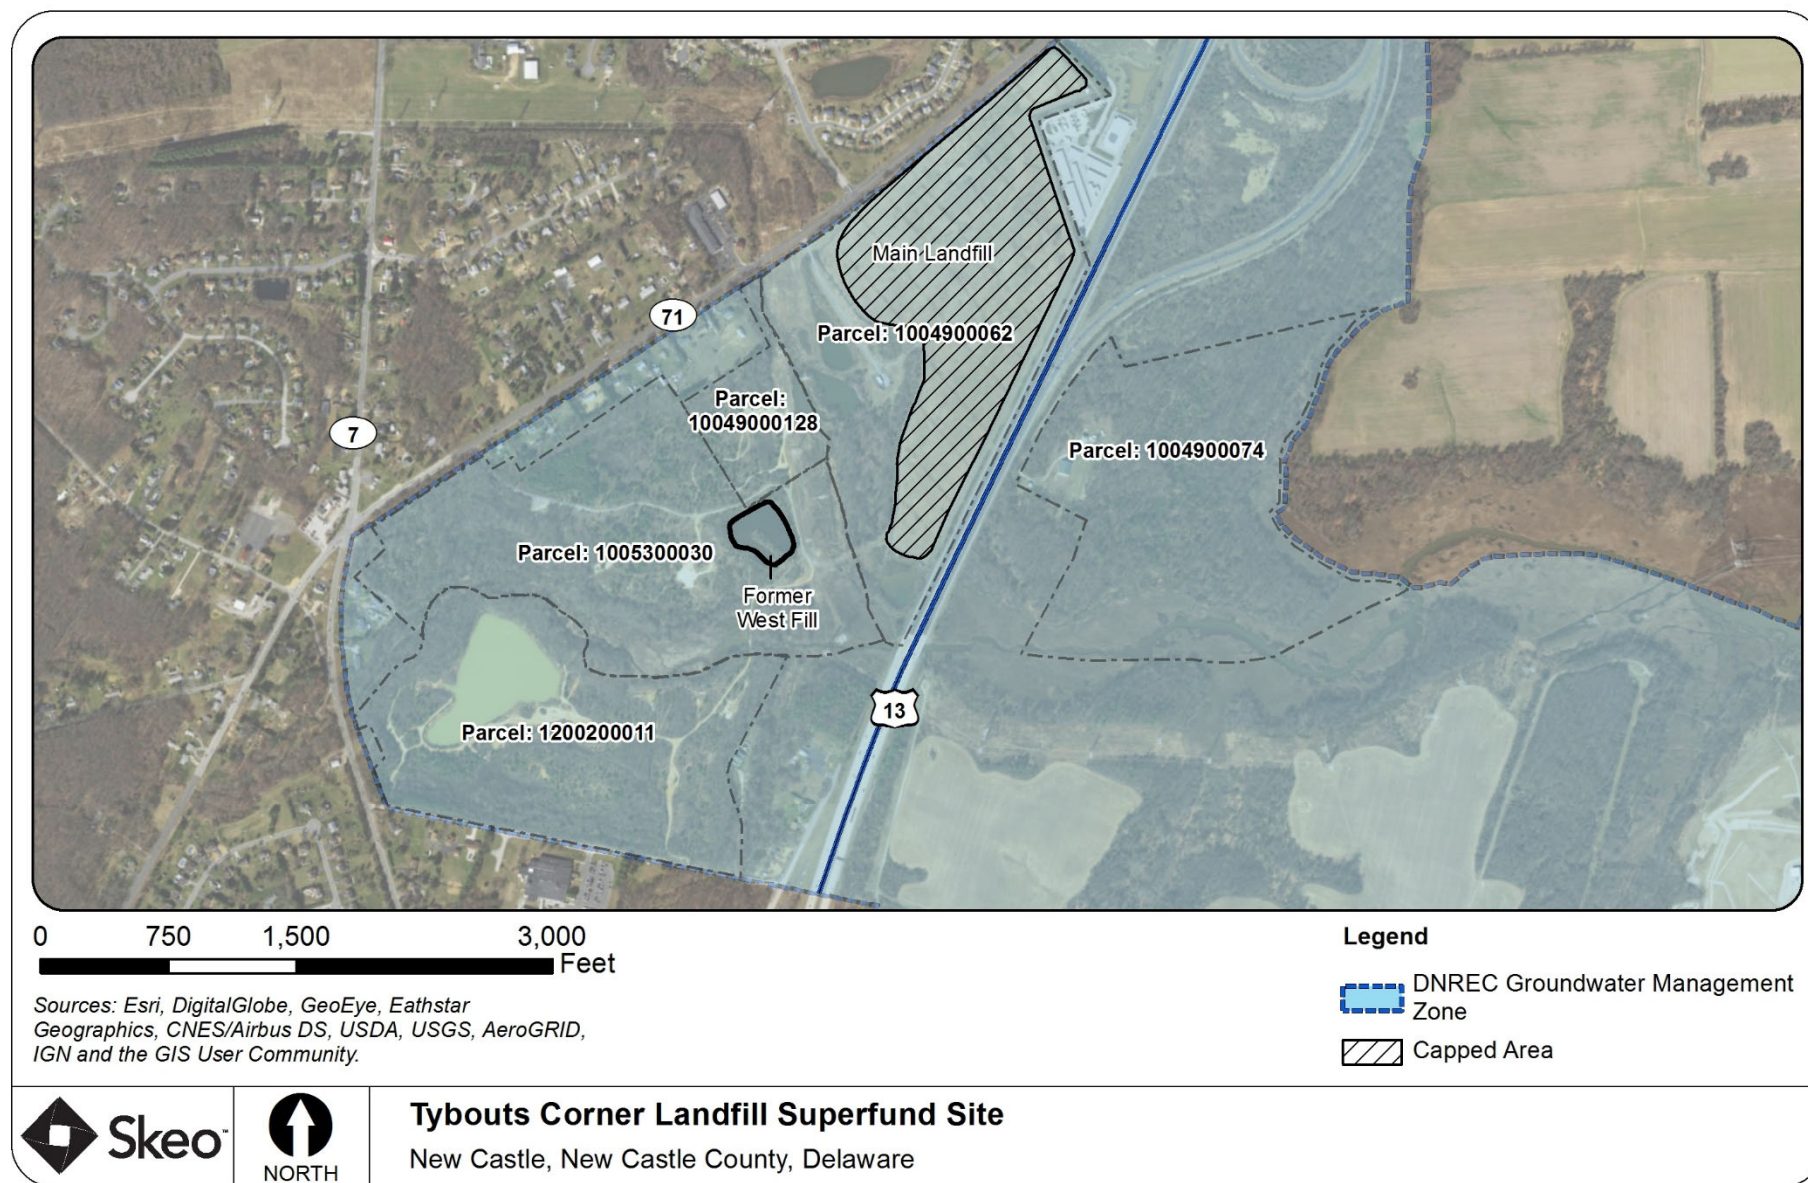 Main Landfill
71
Parcel: 1004900062
Parcel:
10049000128
7
Parcel: 1004900074
Parcel: 1005300030
Former
West Fill
13
Parcel: 1200200011
0 750 1,500 3,000
Feet
Sources: Esri, DigitalGlobe, GeoEye, Eathstar
Geographics, CNES/Airbus DS, USDA, USGS, AeroGRID,
IGN and the GIS User Community.
Legend
DNREC Groundwater Management
Zone
Capped Area
Skeo™
NORTH
Tybouts Corner Landfill Superfund Site
New Castle, New Castle County, Delaware